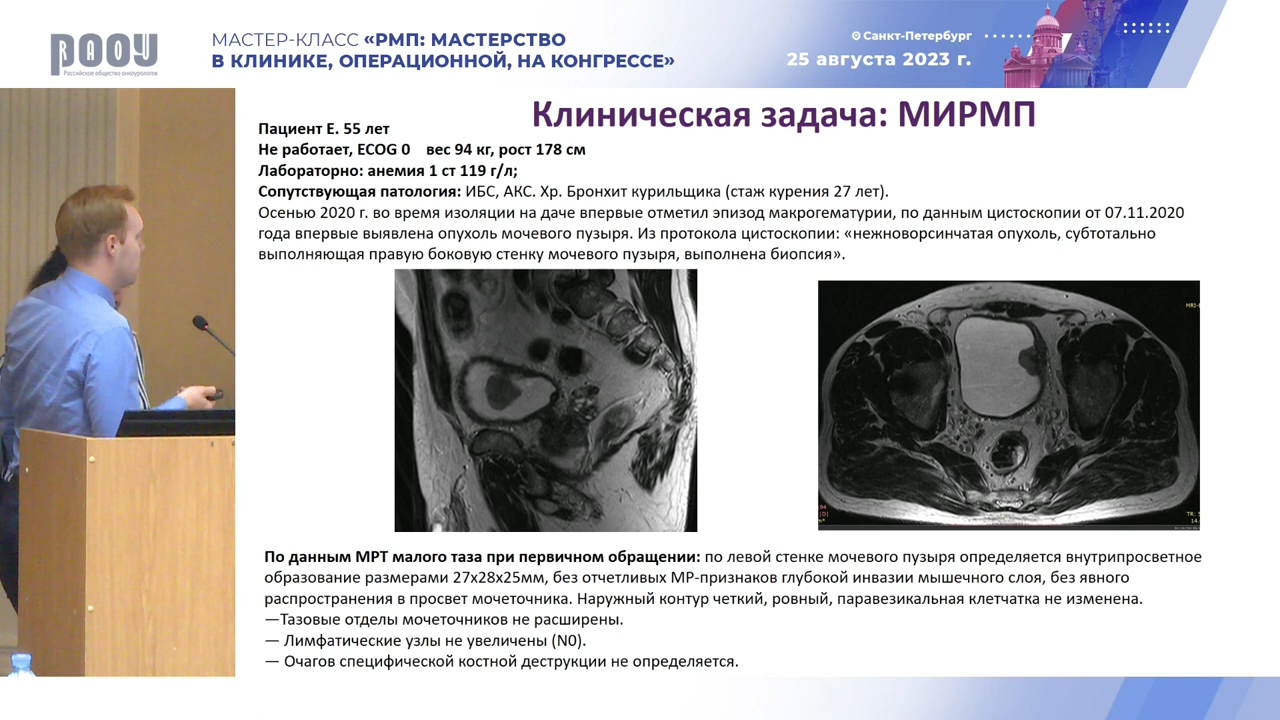 RAOU
Российское общество онкоурологов
МАСТЕР-КЛАСС «РМП: МАСТЕРСТВО
В КЛИНИКЕ, ОПЕРАЦИОННОЙ, НА КОНГРЕССЕ»
Санкт-Петербург
25 августа 2023 г.
Клиническая задача: МИРМП
Пациент Е. 55 лет
Не работает, ECOG 0 вес 94 кг, рост 178 см
Лабораторно: анемия 1 ст 119 г/л;
Сопутствующая патология: ИБС, АКС. Хр. Бронхит курильщика (стаж курения 27 лет).
Осенью 2020 г. во время изоляции на даче впервые отметил эпизод макрогематурии, по данным цистоскопии от 07.11.2020
года впервые выявлена опухоль мочевого пузыря. Из протокола цистоскопии: «нежноворсинчатая опухоль, субтотально
выполняющая правую боковую стенку мочевого пузыря, выполнена биопсия».
По данным МРТ малого таза при первичном обращении: по левой стенке мочевого пузыря определяется внутрипросветное
образование размерами 27х28х25мм, без отчетливых МР-признаков глубокой инвазии мышечного слоя, без явного
распространения в просвет мочеточника. Наружный контур четкий, ровный, паравезикальная клетчатка не изменена.
—Тазовые отделы мочеточников не расширены.
— Лимфатические узлы не увеличены (N0).
— Очагов специфической костной деструкции не определяется.